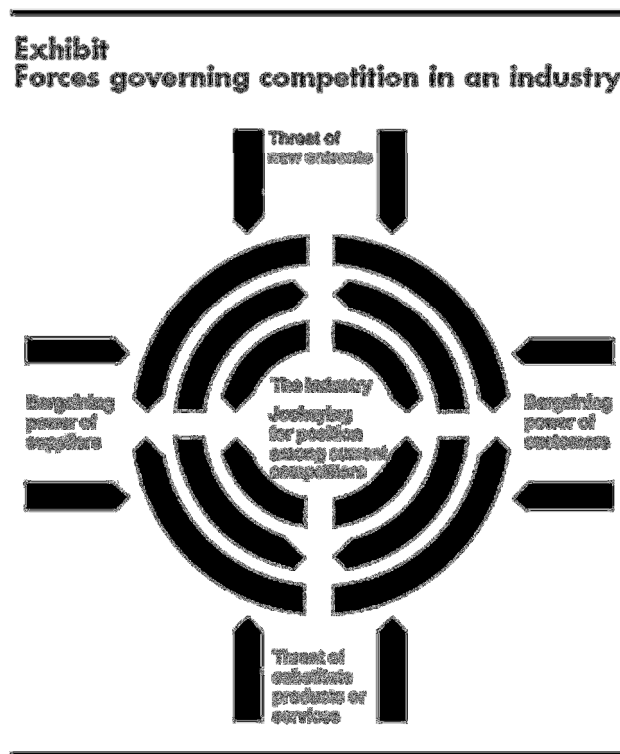 Exhibit
Forces governing competition in an industry
Threat of
new entrants
Bargaining
power of
suppliers
The industry
Jockeying
for position
among current
competitors
Bargaining
power of
customers
Threat of
substitute
products or
services